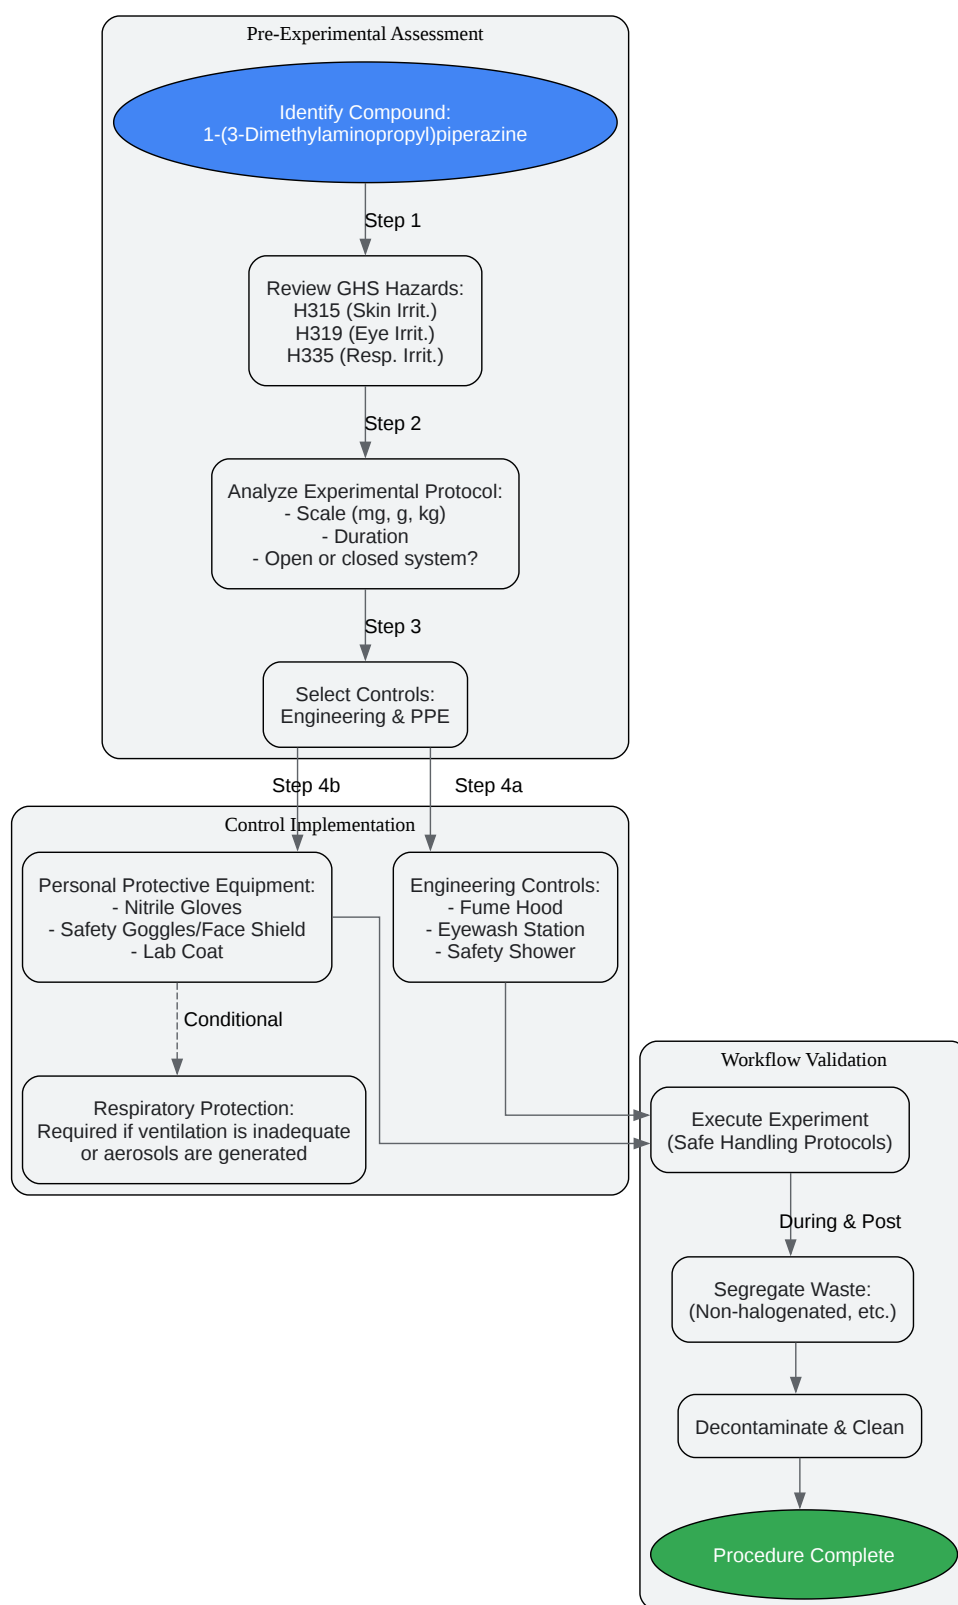 Pre-Experimental Assessment
Identify Compound:
1-(3-Dimethylaminopropyl)piperazine
Step 1
Review GHS Hazards:
H315 (Skin Irrit.)
H319 (Eye Irrit.)
H335 (Resp. Irrit.)
Step 2
Analyze Experimental Protocol:
- Scale (mg, g, kg)
- Duration
- Open or closed system?
Step 3
Select Controls:
Engineering & PPE
Step 4b
Step 4a
Control Implementation
Personal Protective Equipment:
- Nitrile Gloves
- Safety Goggles/Face Shield
- Lab Coat
Engineering Controls:
- Fume Hood
- Eyewash Station
- Safety Shower
Conditional
Respiratory Protection:
Required if ventilation is inadequate
or aerosols are generated
Workflow Validation
Execute Experiment
(Safe Handling Protocols)
During & Post
Segregate Waste:
(Non-halogenated, etc.)
Decontaminate & Clean
Procedure Complete